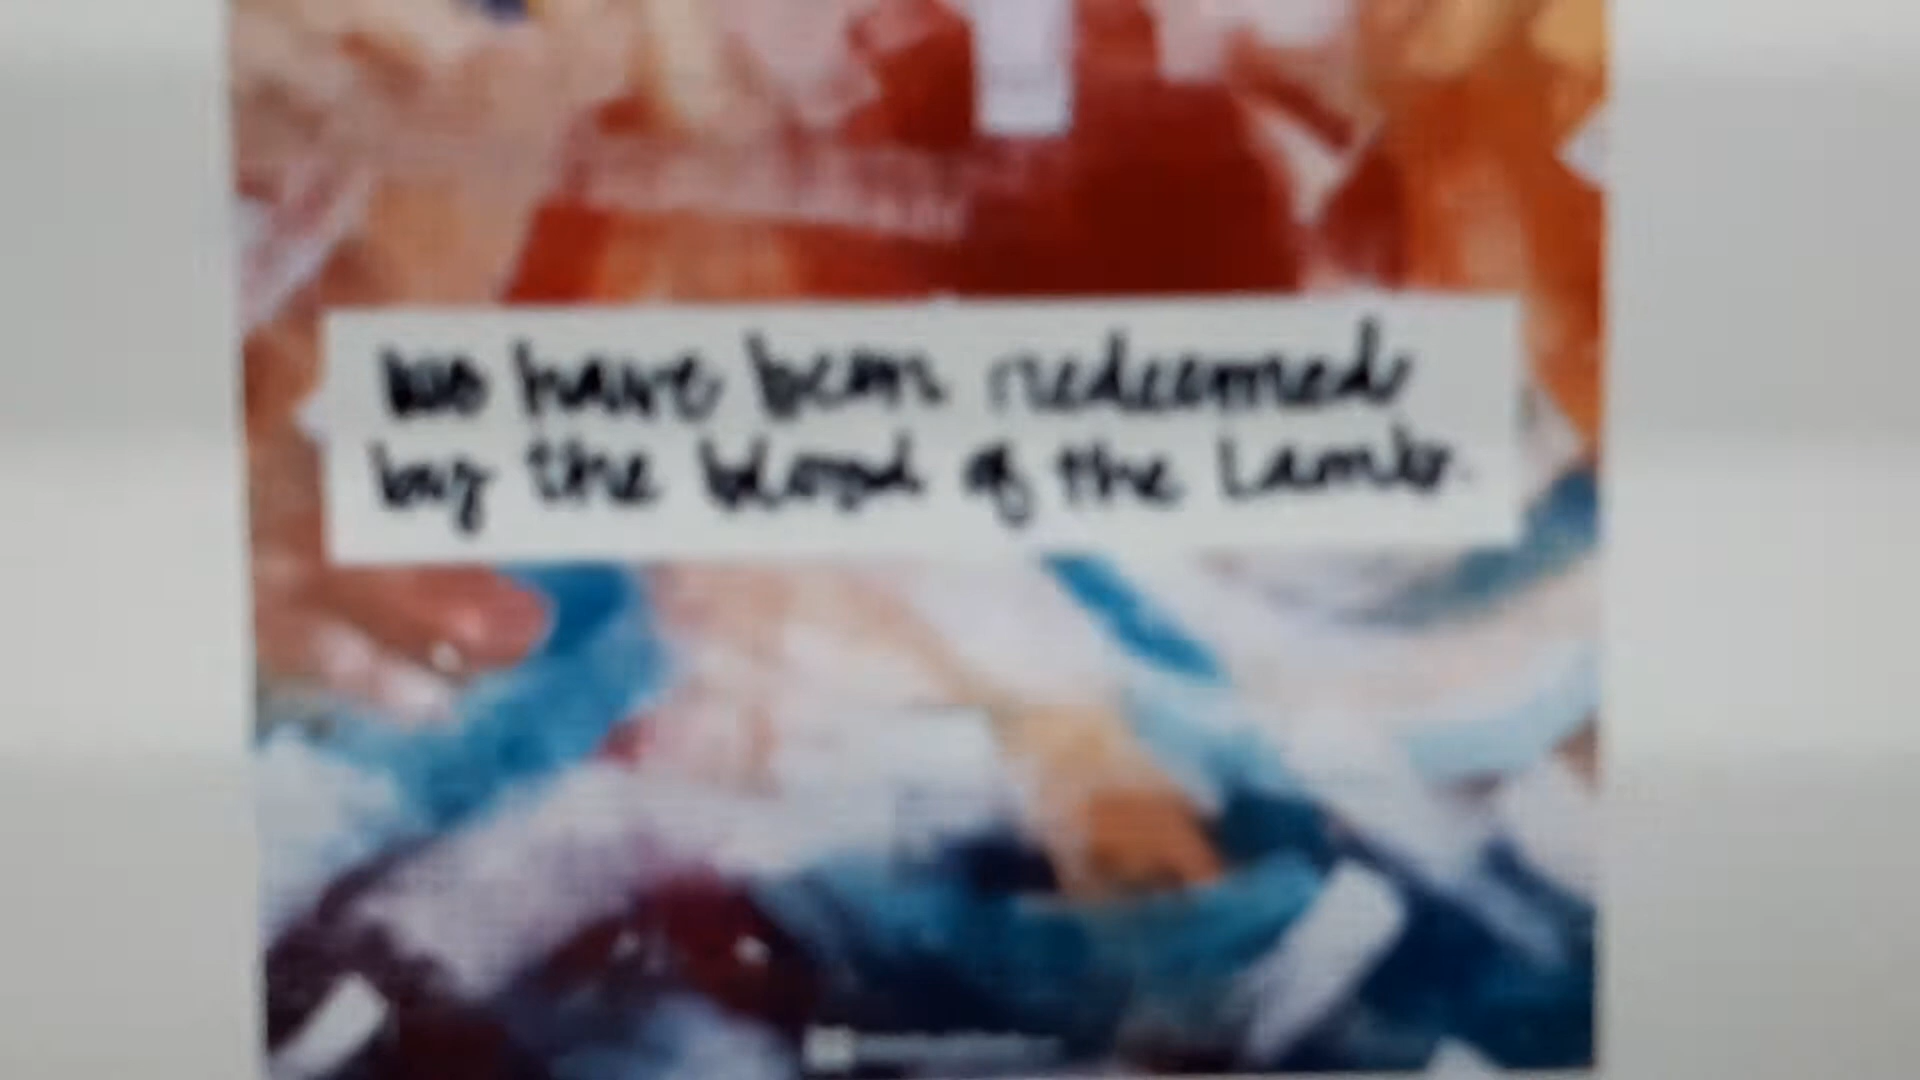 We have been redeemed
by the blood of the Lamb.